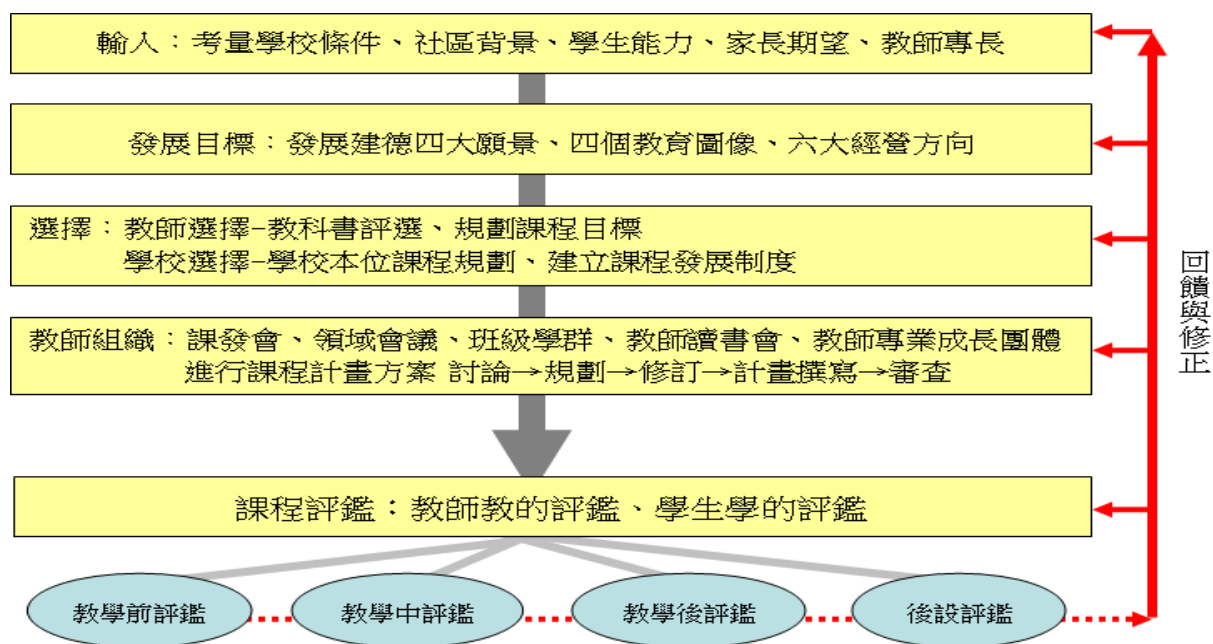 輸入：考量學校條件、社區背景、學生能力、家長期望、教師專長
發展目標：發展建德四大願景、四個教育圖像、六大經營方向
選擇：教師選擇-教科書評選、規劃課程目標
學校選擇-學校本位課程規劃、建立課程發展制度
教師組織：課發會、領域會議、班級學群、教師讀書會、教師專業成長團體
進行課程計畫方案 討論→規劃→修訂→計畫撰寫→審查
課程評鑑：教師教的評鑑、學生學的評鑑
教學前評鑑
教學中評鑑
教學後評鑑
後設評鑑
回饋與修正